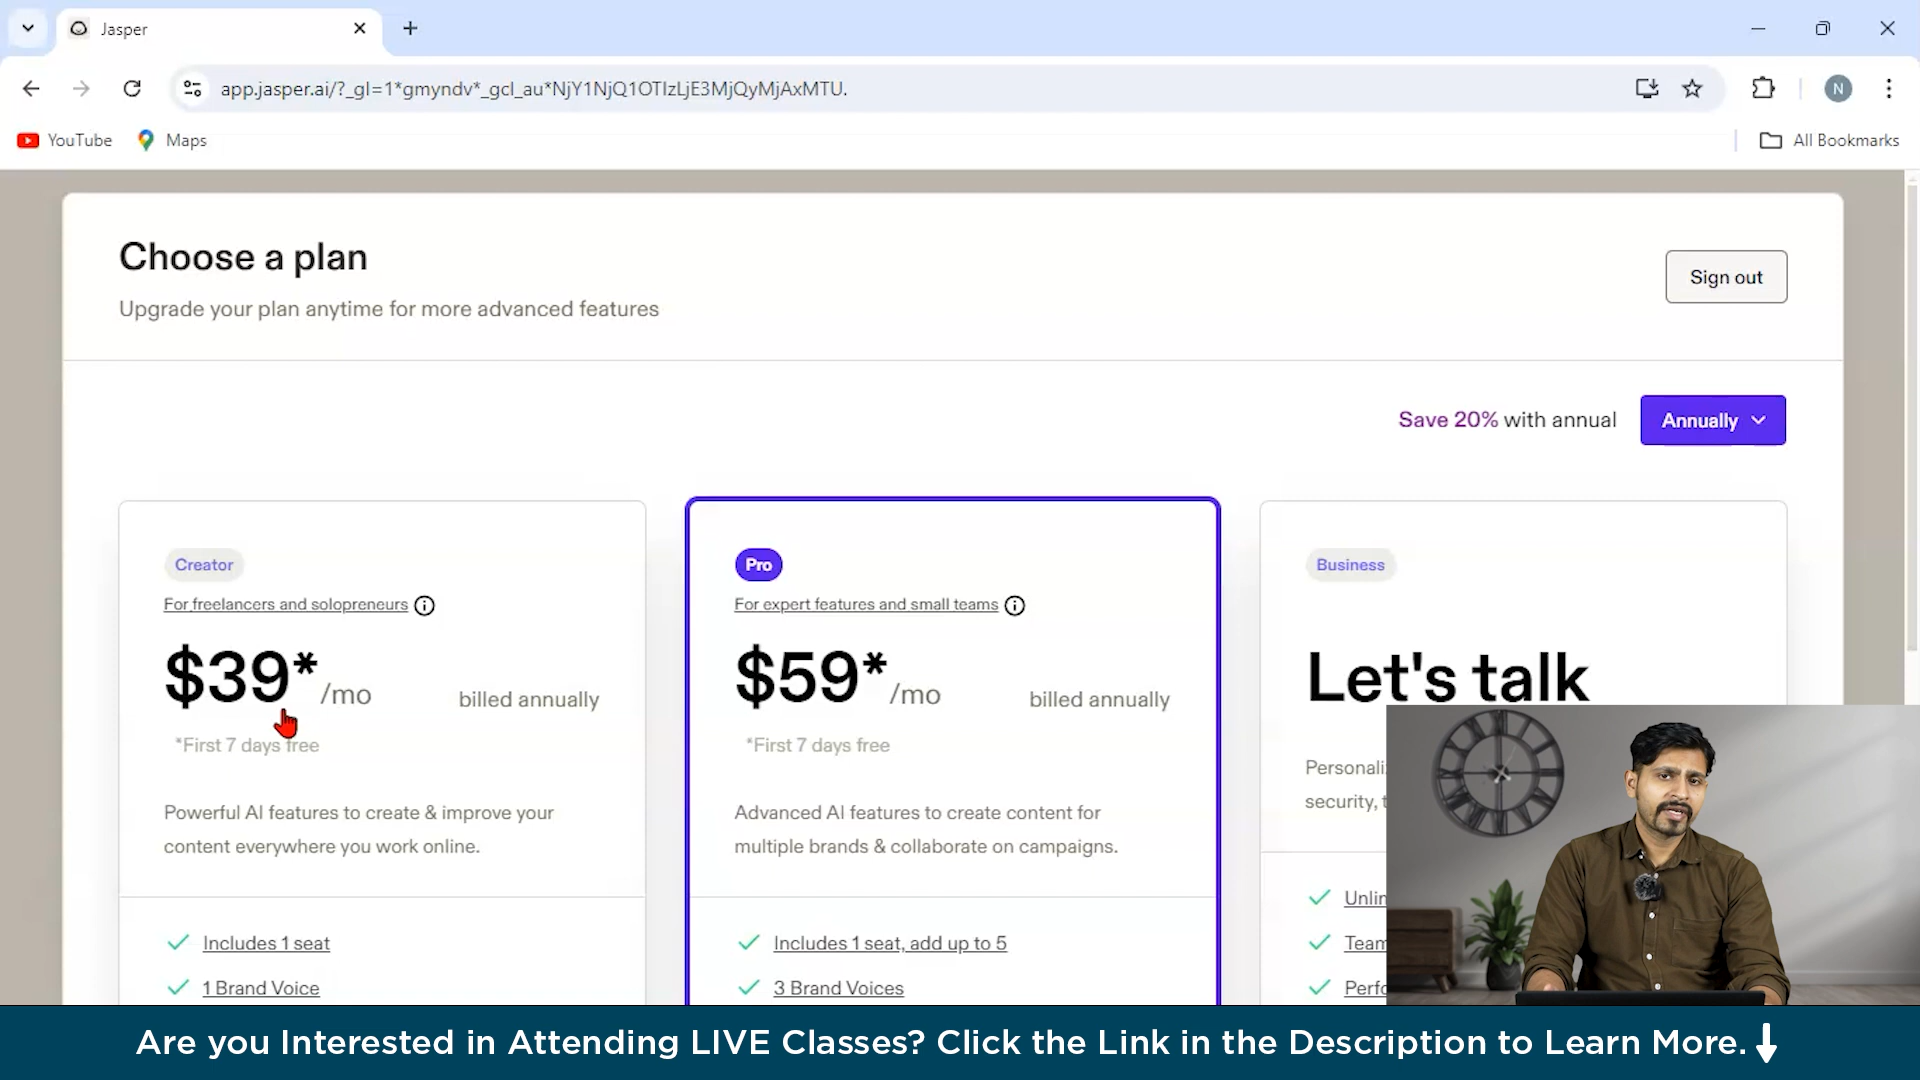 Jasper
app.jasper.ai/?_gl=1*gmyndv*_gcl_au*NjY1NjQ1OTIzLjE3MjQyMjAxMTU.
N
YouTube
Maps
All Bookmarks
Choose a plan
Sign out
Upgrade your plan anytime for more advanced features
Save 20% with annual
Annually
Creator
For freelancers and solopreneurs
$39* /mo
billed annually
*First 7 days free
Powerful AI features to create & improve your
content everywhere you work online.
Includes 1 seat
1 Brand Voice
Pro
For expert features and small teams
$59* /mo
billed annually
*First 7 days free
Advanced AI features to create content for
multiple brands & collaborate on campaigns.
Includes 1 seat, add up to 5
3 Brand Voices
Business
Let's talk
Personali
security, t
Unlin
Team
Perfo
Are you Interested in Attending LIVE Classes? Click the Link in the Description to Learn More.